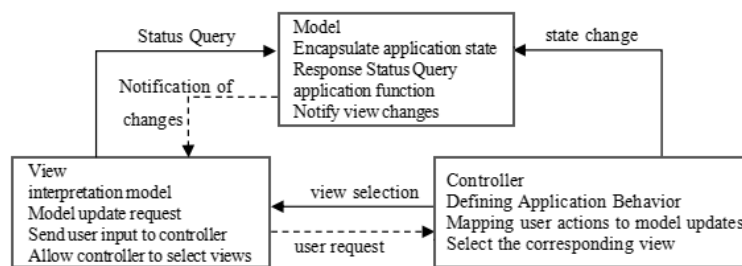 Status Query
Model
Encapsulate application state
Response Status Query
application function
Notify view changes
state change
Notification of
changes
View
interpretation model
Model update request
Send user input to controller
Allow controller to select views
view selection
user request
Controller
Defining Application Behavior
Mapping user actions to model updates
Select the corresponding view